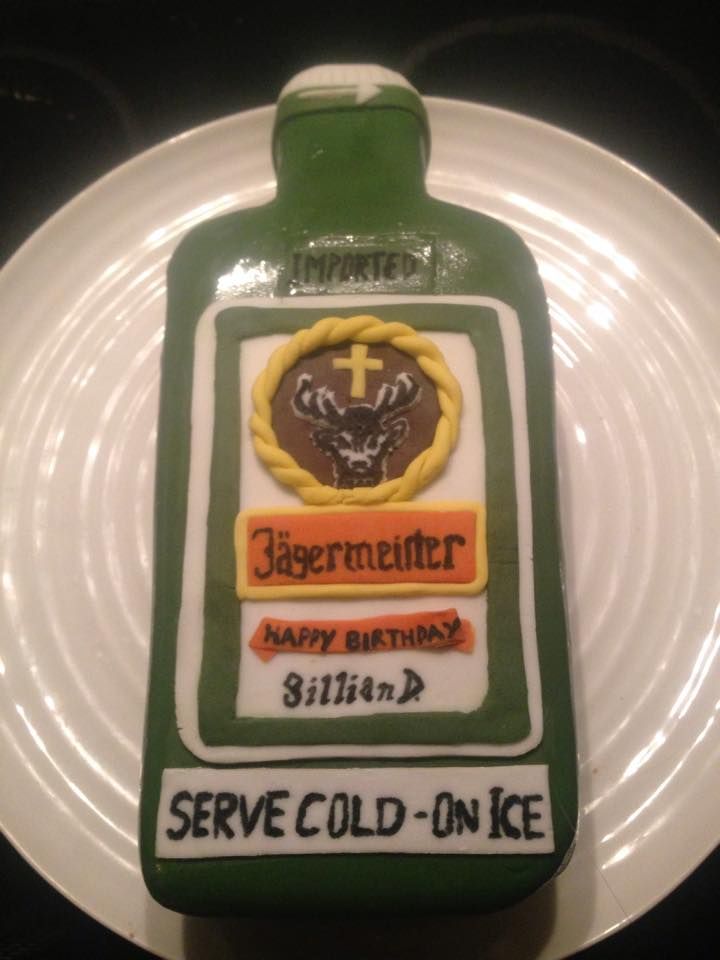 IMPORTED
Jägermeister
HAPPY BIRTHDAY
Gillian D.
SERVE COLD-ON ICE